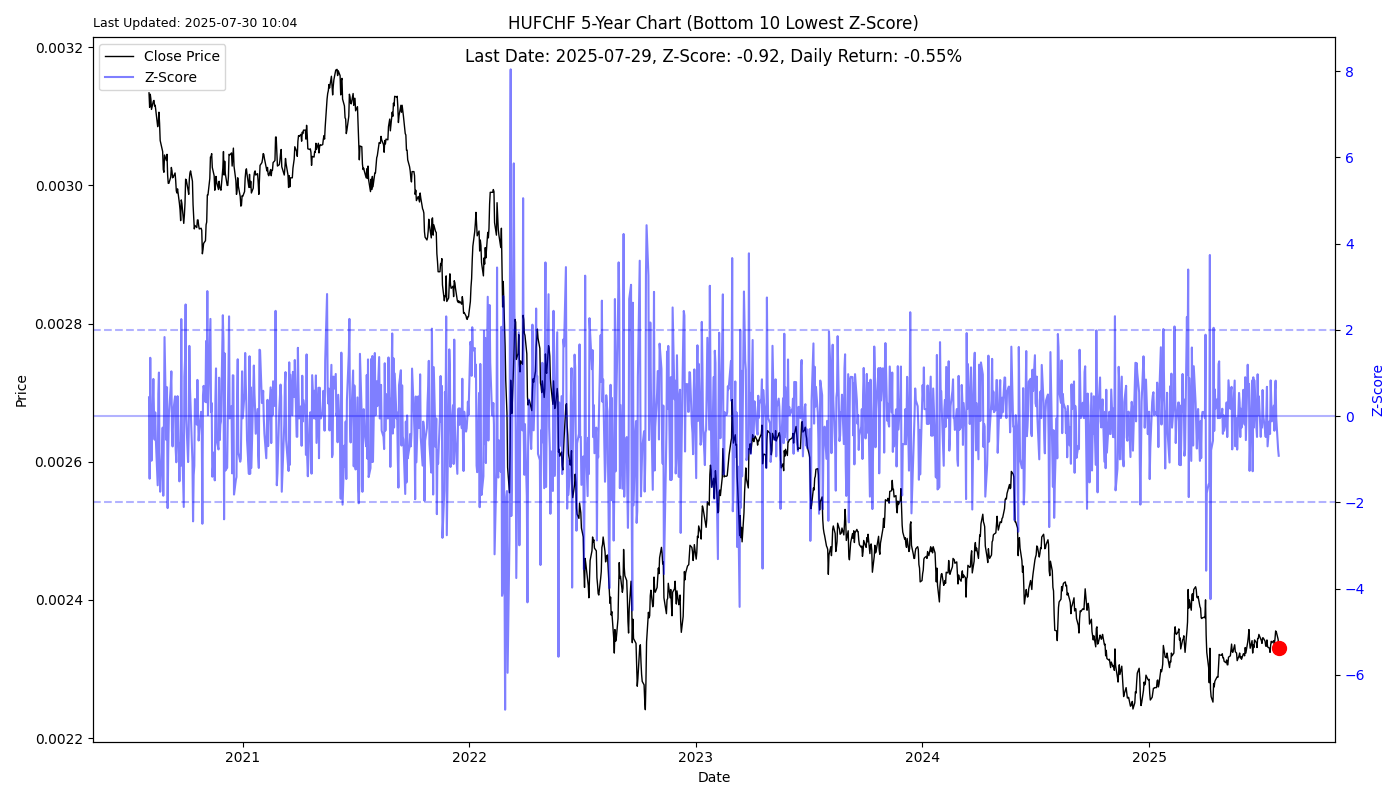 Last Updated: 2025-07-30 10:04
HUFCHF 5-Year Chart (Bottom 10 Lowest Z-Score)
Last Date: 2025-07-29, Z-Score: -0.92, Daily Return: -0.55%
Close Price
Z-Score
0.0032
0.0030
0.0028
0.0026
0.0024
0.0022
Price
8
6
4
2
0
−2
−4
−6
Z-Score
2021
2022
2023
2024
2025
Date